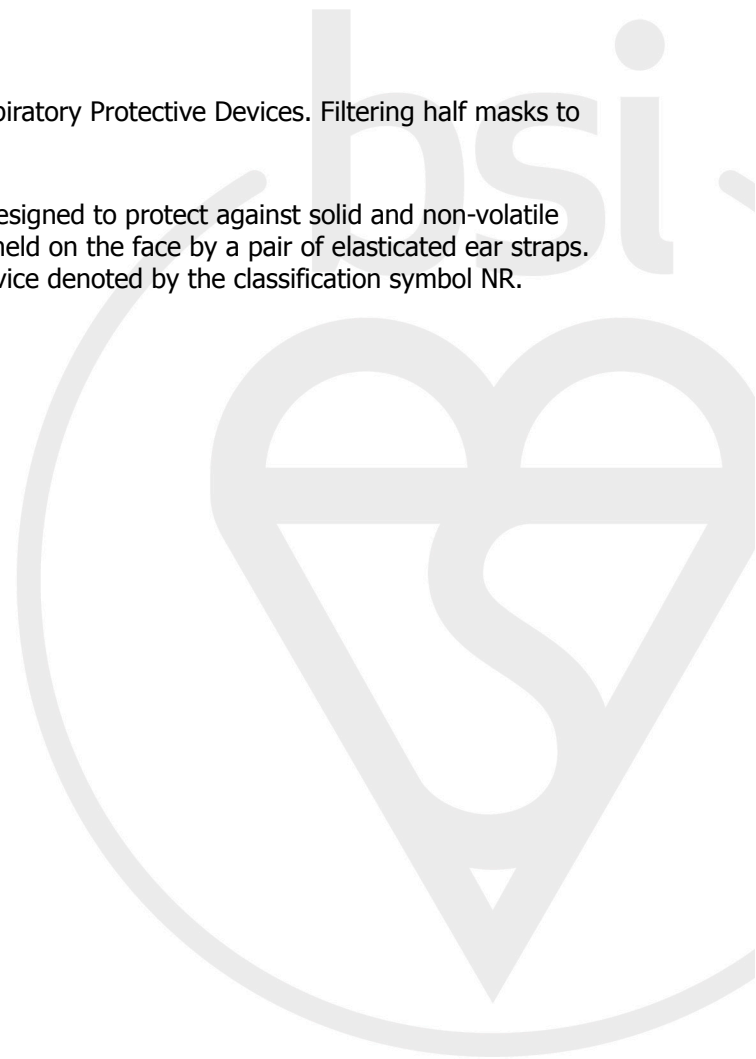 bsi
piratory Protective Devices. Filtering half masks to
esigned to protect against solid and non-volatile
held on the face by a pair of elasticated ear straps.
vice denoted by the classification symbol NR.